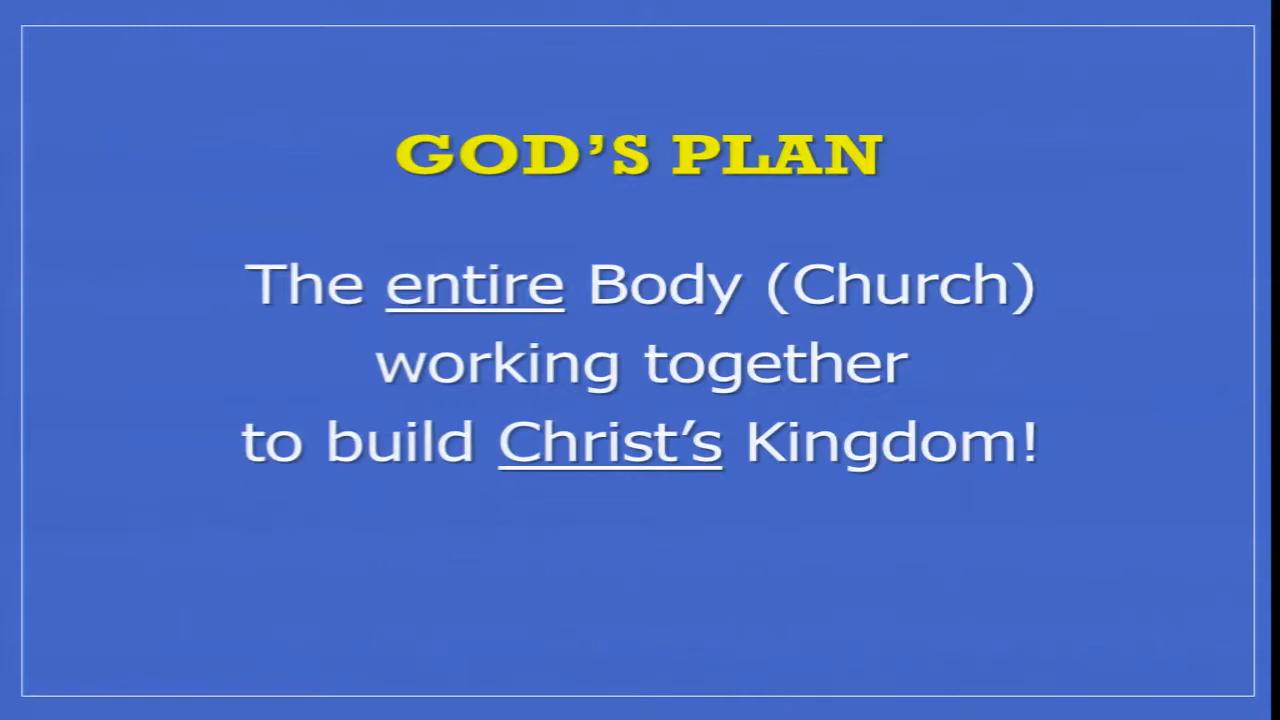 GOD’S PLAN
The entire Body (Church)
working together
to build Christ’s Kingdom!